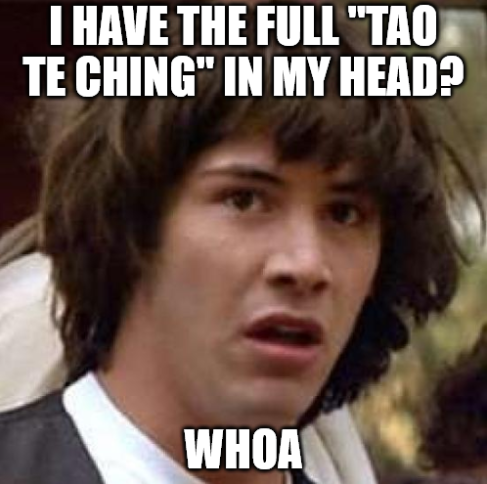 I HAVE THE FULL "TAO
TE CHING" IN MY HEAD?
WHOA